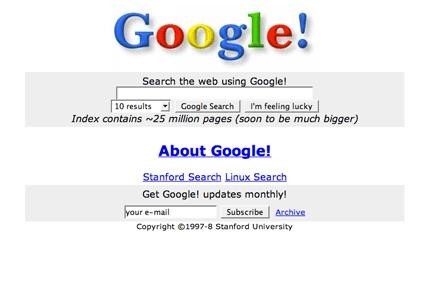 Google!
Search the web using Google!
10 results Google Search I'm feeling lucky
Index contains ~25 million pages (soon to be much bigger)
About Google!
Stanford Search Linux Search
Get Google! updates monthly!
your e-mail Subscribe Archive
Copyright ©1997-8 Stanford University